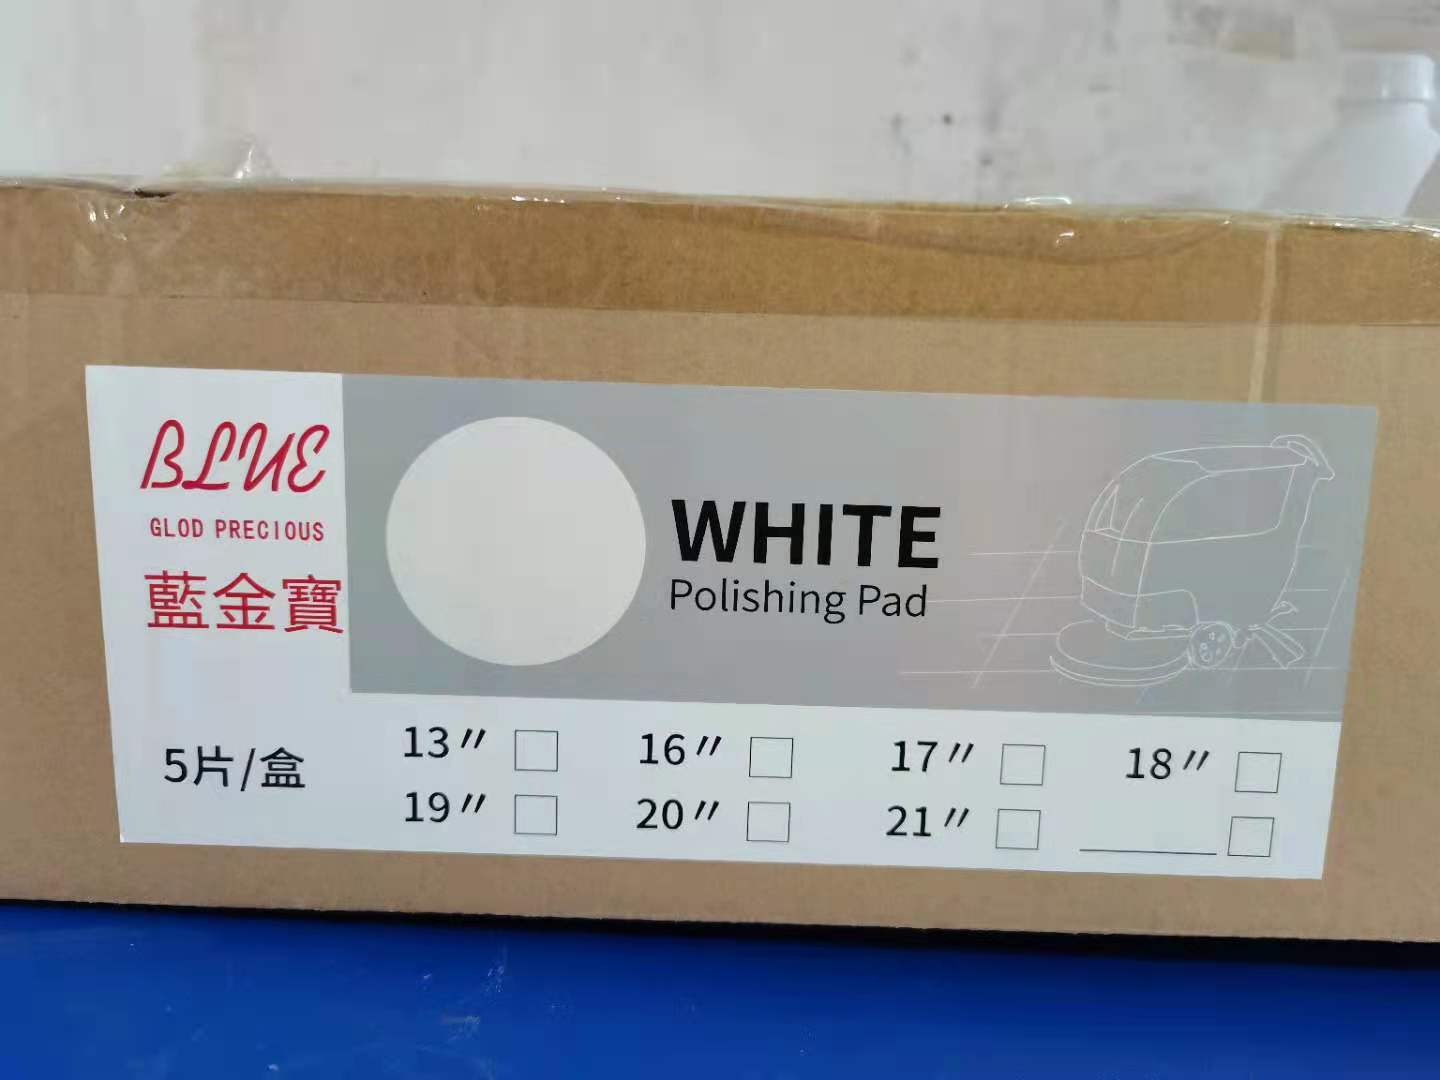 BLUE
GLOD PRECIOUS
藍金寶
WHITE
Polishing Pad
5片/盒
13″ 16″ 17″ 18″
19″ 20″ 21″